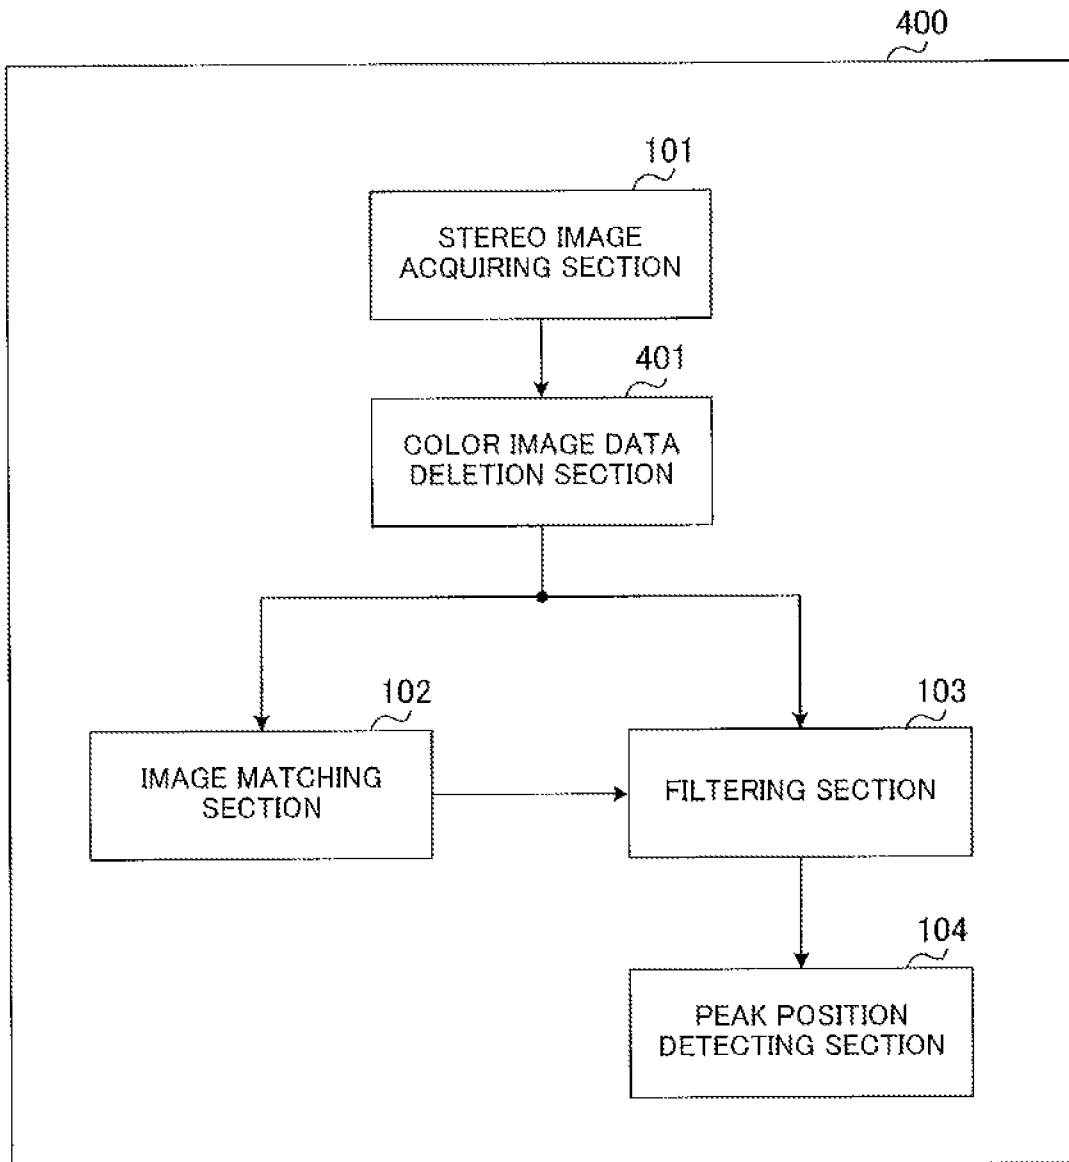 400
101
STEREO IMAGE
ACQUIRING SECTION
401
COLOR IMAGE DATA
DELETION SECTION
102
IMAGE MATCHING
SECTION
103
FILTERING SECTION
104
PEAK POSITION
DETECTING SECTION